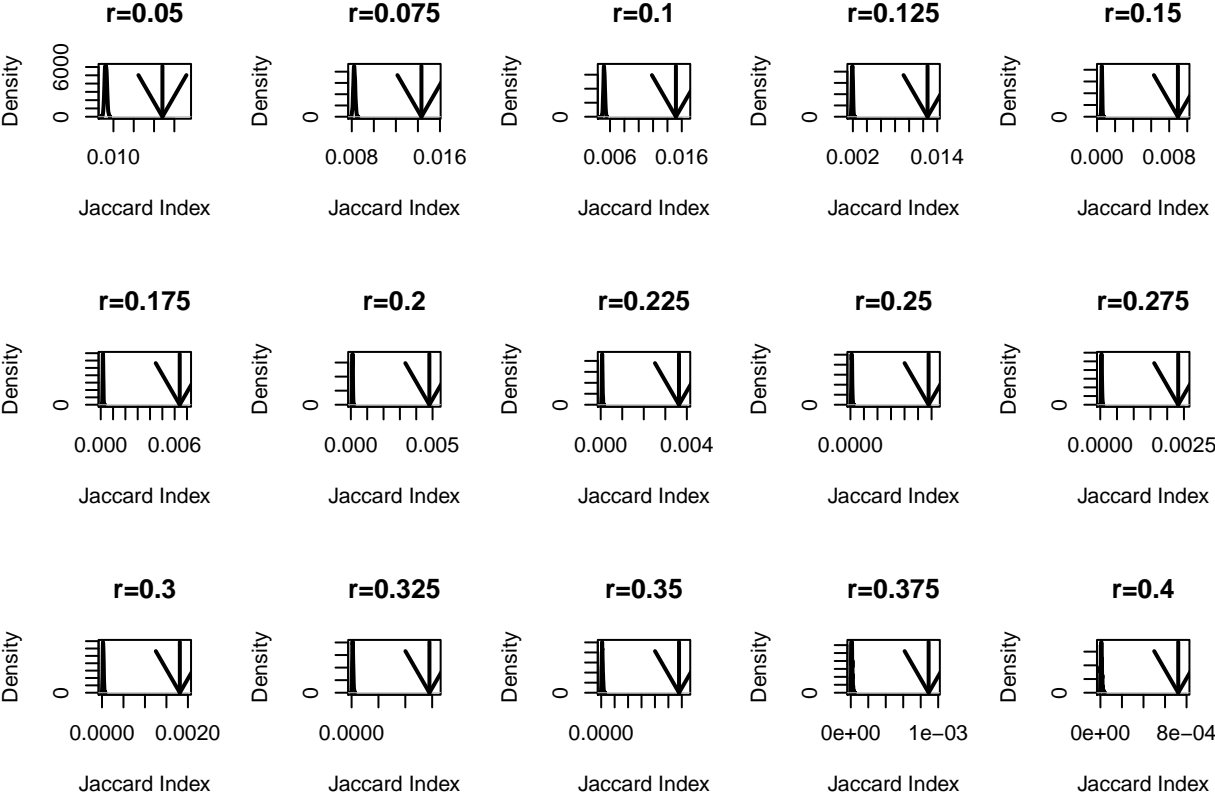 r=0.05 r=0.075 r=0.1 r=0.125 r=0.15
Density 0 6000 Density 0 Density 0 Density 0 Density 0
0.010 0.008 0.016 0.006 0.016 0.002 0.014 0.000 0.008
Jaccard Index Jaccard Index Jaccard Index Jaccard Index Jaccard Index
r=0.175 r=0.2 r=0.225 r=0.25 r=0.275
Density 0 Density 0 Density 0 Density 0 Density 0
0.000 0.006 0.000 0.005 0.000 0.004 0.0000 0.0000 0.0025
Jaccard Index Jaccard Index Jaccard Index Jaccard Index Jaccard Index
r=0.3 r=0.325 r=0.35 r=0.375 r=0.4
Density 0 Density 0 Density 0 Density 0 Density 0
0.0000 0.0020 0.0000 0.0000 0e+00 1e−03 0e+00 8e−04
Jaccard Index Jaccard Index Jaccard Index Jaccard Index Jaccard Index